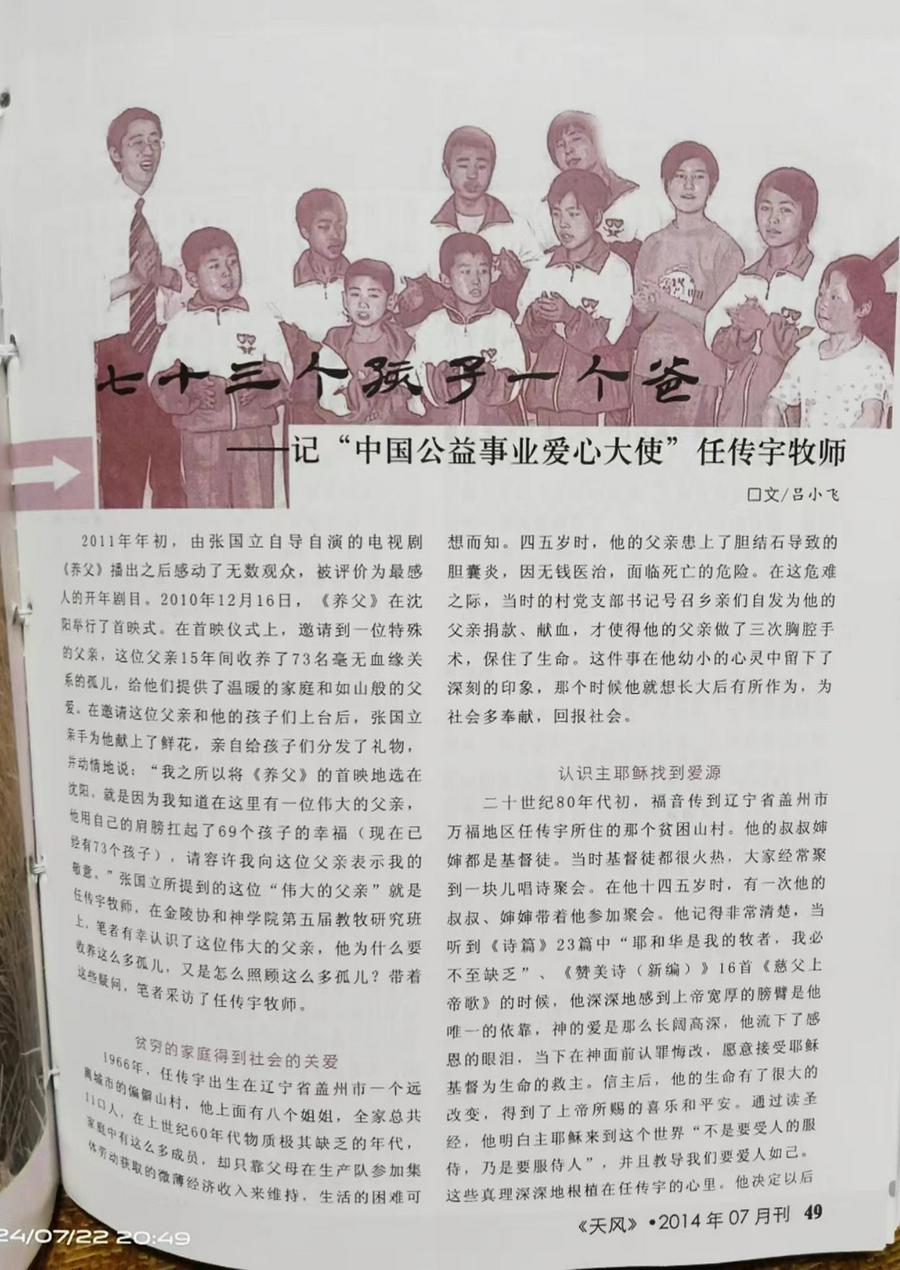 七十三个孩子一个爸
——记“中国公益事业爱心大使”任传宇牧师
□文/吕小飞
2011年年初，由张国立自导自演的电视剧
《养父》播出之后感动了无数观众，被评价为最感
人的开年剧目。2010年12月16日，《养父》在沈
阳举行了首映式。在首映仪式上，邀请到一位特殊
的父亲，这位父亲15年间收养了73名毫无血缘关
系的孤儿，给他们提供了温暖的家庭和如山般的父
爱。在邀请这位父亲和他的孩子们上台后，张国立
亲手为他献上了鲜花，亲自给孩子们分发了礼物，
并动情地说：“我之所以将《养父》的首映地选在
沈阳，就是因为我知道在这里有一位伟大的父亲，
他用自己的肩膀扛起了69个孩子的幸福（现在已
经有73个孩子），请容许我向这位父亲表示我的
敬意。”张国立所提到的这位“伟大的父亲”就是
任传宇牧师，在金陵协和神学院第五届教牧研究班
上，笔者有幸认识了这位伟大的父亲，他为什么要
收养这么多孤儿，又是怎么照顾这么多孤儿？带着
这些疑问，笔者采访了任传宇牧师。
贫穷的家庭得到社会的关爱
1966年，任传宇出生在辽宁省盖州市一个远
离城市的偏僻山村，他上面有八个姐姐，全家总共
11口人，在上世纪60年代物质极其缺乏的年代，
家庭中有这么多成员，却只靠父母在生产队参加集
体劳动获取的微薄经济收入来维持，生活的困难可
想而知。四五岁时，他的父亲患上了胆结石导致的
胆囊炎，因无钱医治，面临死亡的危险。在这危难
之际，当时的村党支部书记号召乡亲们自发为他的
父亲捐款、献血，才使得他的父亲做了三次胸腔手
术，保住了生命。这件事在他幼小的心灵中留下了
深刻的印象，那个时候他就想长大后有所作为，为
社会多奉献，回报社会。
认识主耶稣找到爱源
二十世纪80年代初，福音传到辽宁省盖州市
万福地区任传宇所住的那个贫困山村。他的叔叔婶
婶都是基督徒。当时基督徒都很火热，大家经常聚
到一块儿唱诗聚会。在他十四五岁时，有一次他的
叔叔、婶婶带着他参加聚会。他记得非常清楚，当
听到《诗篇》23篇中“耶和华是我的牧者，我必
不至缺乏”、《赞美诗（新编）》16首《慈父上
帝歌》的时候，他深深地感到上帝宽厚的膀臂是他
唯一的依靠，神的爱是那么长阔高深，他流下了感
恩的眼泪，当下在神面前认罪悔改，愿意接受耶稣
基督为生命的救主。信主后，他的生命有了很大的
改变，得到了上帝所赐的喜乐和平安。通过读圣
经，他明白主耶稣来到这个世界“不是要受人的服
侍，乃是要服侍人”，并且教导我们要爱人如己。
这些真理深深地根植在任传宇的心里。他决定以后
《天风》•2014年07月刊 49
24/07/22 20:49